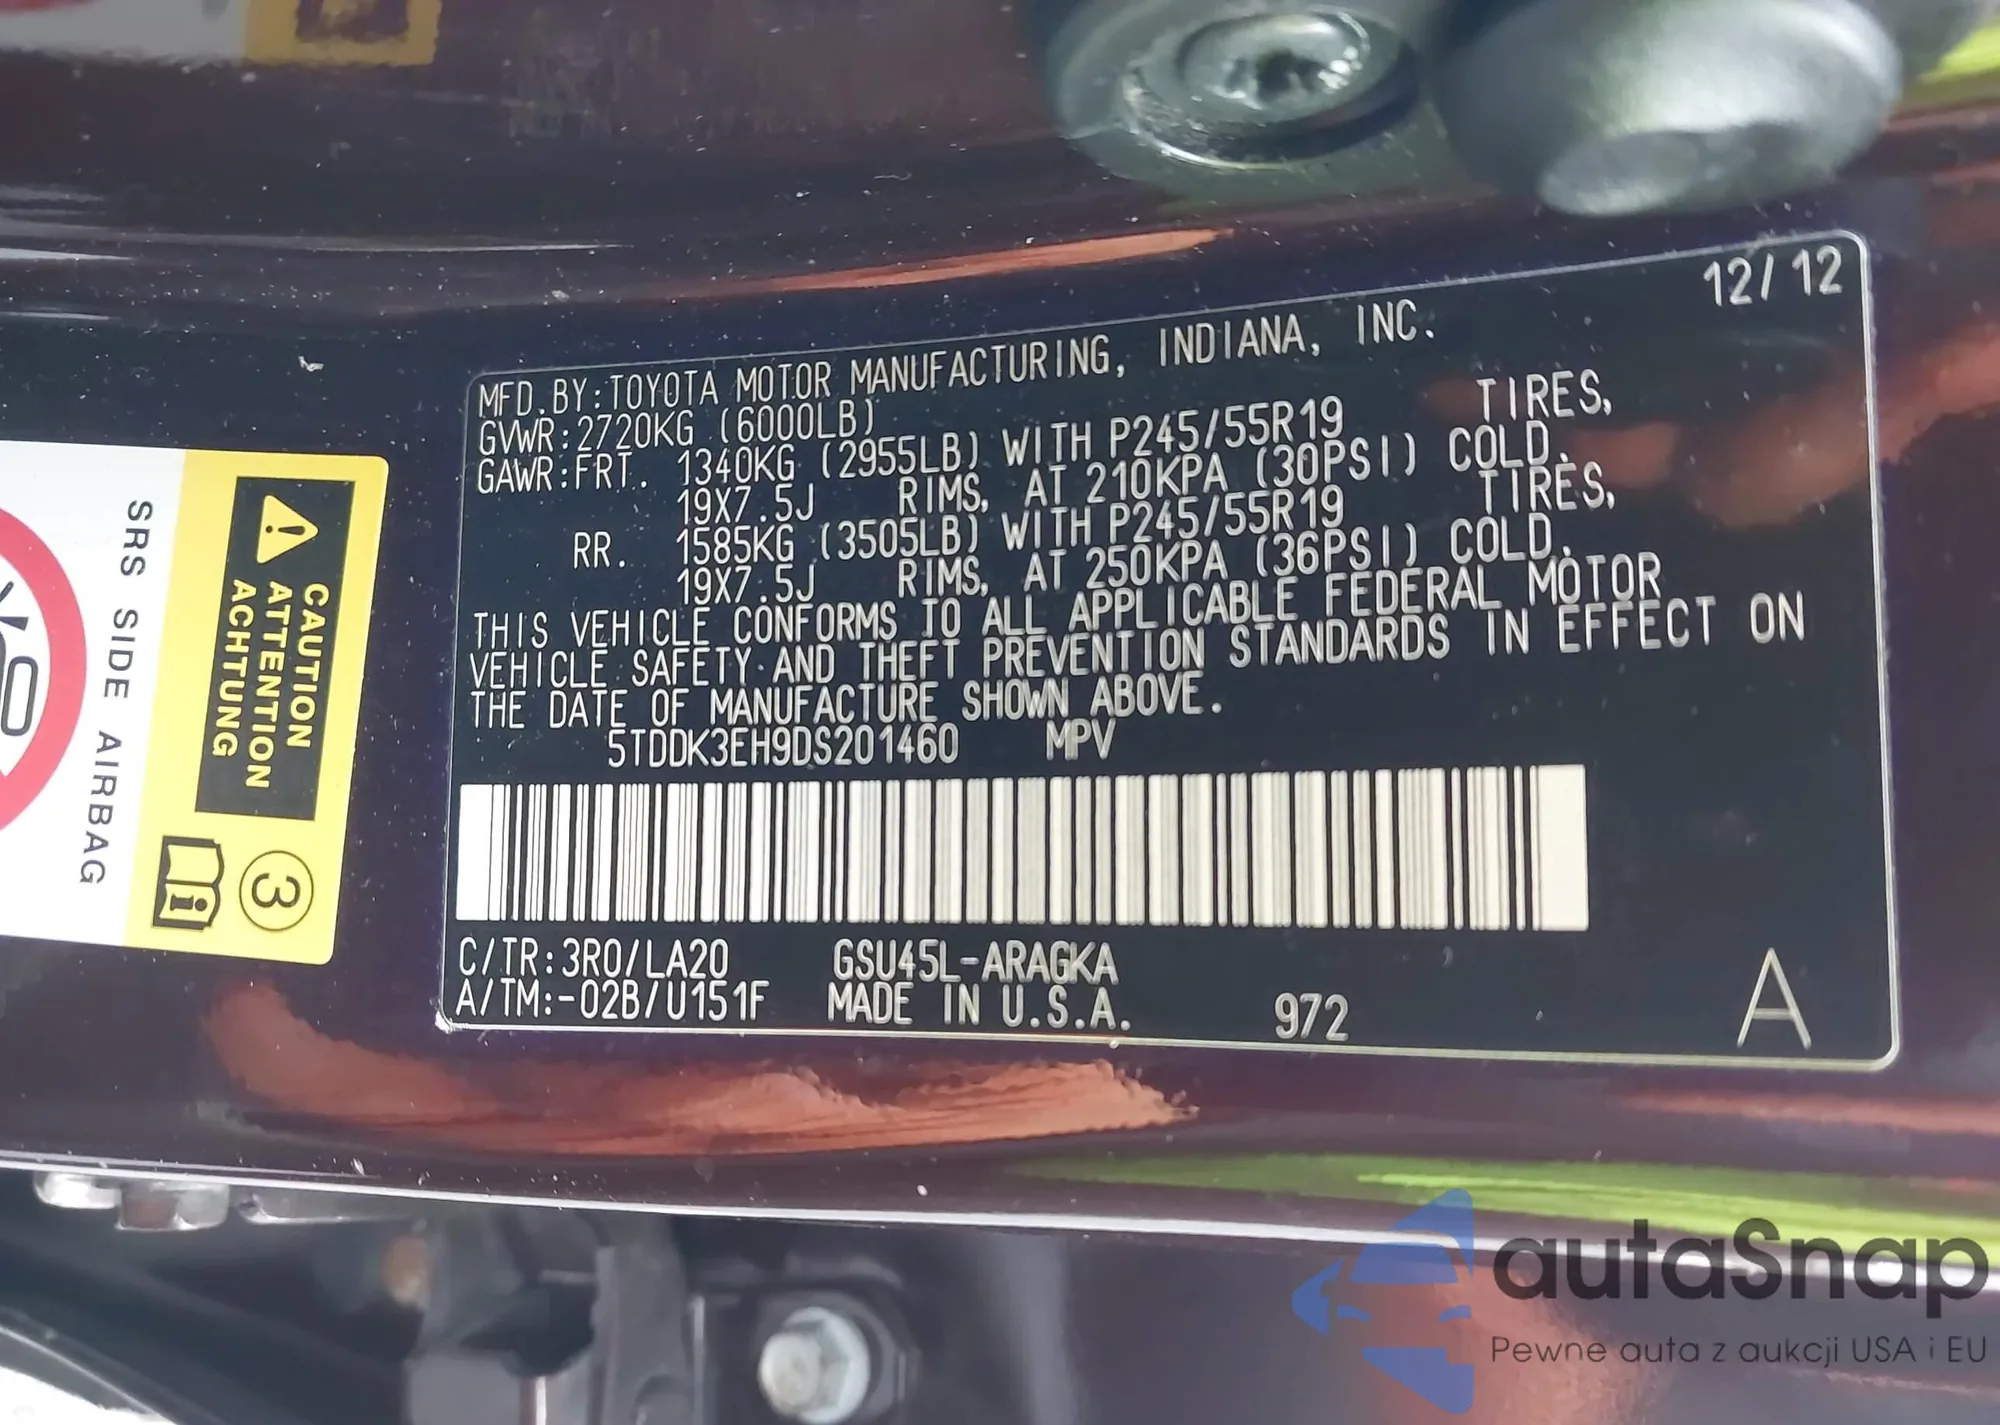 12/12
MFD.BY:TOYOTA MOTOR MANUFACTURING, INDIANA, INC.
GVWR:2720KG (6000LB)
GAWR:FRT. 1340KG (2955LB) WITH P245/55R19 TIRES,
19X7.5J RIMS, AT 210KPA (30PSI) COLD.
RR. 1585KG (3505LB) WITH P245/55R19 TIRES,
19X7.5J RIMS, AT 250KPA (36PSI) COLD.
THIS VEHICLE CONFORMS TO ALL APPLICABLE FEDERAL MOTOR
VEHICLE SAFETY AND THEFT PREVENTION STANDARDS IN EFFECT ON
THE DATE OF MANUFACTURE SHOWN ABOVE.
5TDDK3EH9DS201460 MPV
C/TR:3R0/LA20 GSU45L-ARAGKA
A/TM:-02B/U151F MADE IN U.S.A. 972 A
CAUTION
ATTENTION
ACHTUNG
3
SRS SIDE AIRBAG
autaSnap
Pewne auta z aukcji USA i EU